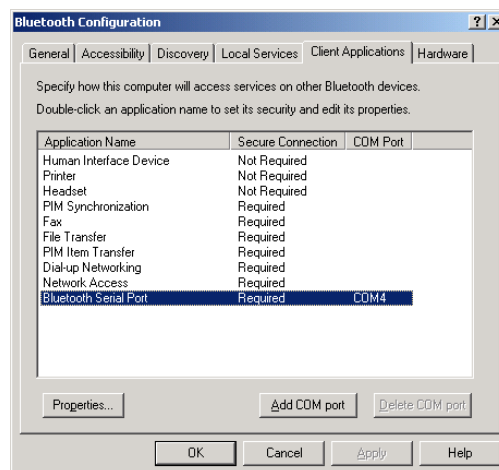 Bluetooth Configuration
General Accessibility Discovery Local Services Client Applications Hardware
Specify how this computer will access services on other Bluetooth devices.
Double-click an application name to set its security and edit its properties.
Application Name Secure Connection COM Port
Human Interface Device Not Required
Printer Not Required
Headset Not Required
PIM Synchronization Required
Fax Required
File Transfer Required
PIM Item Transfer Required
Dial-up Networking Required
Network Access Required
Bluetooth Serial Port Required COM4
Properties... Add COM port Delete COM port
OK Cancel Apply Help